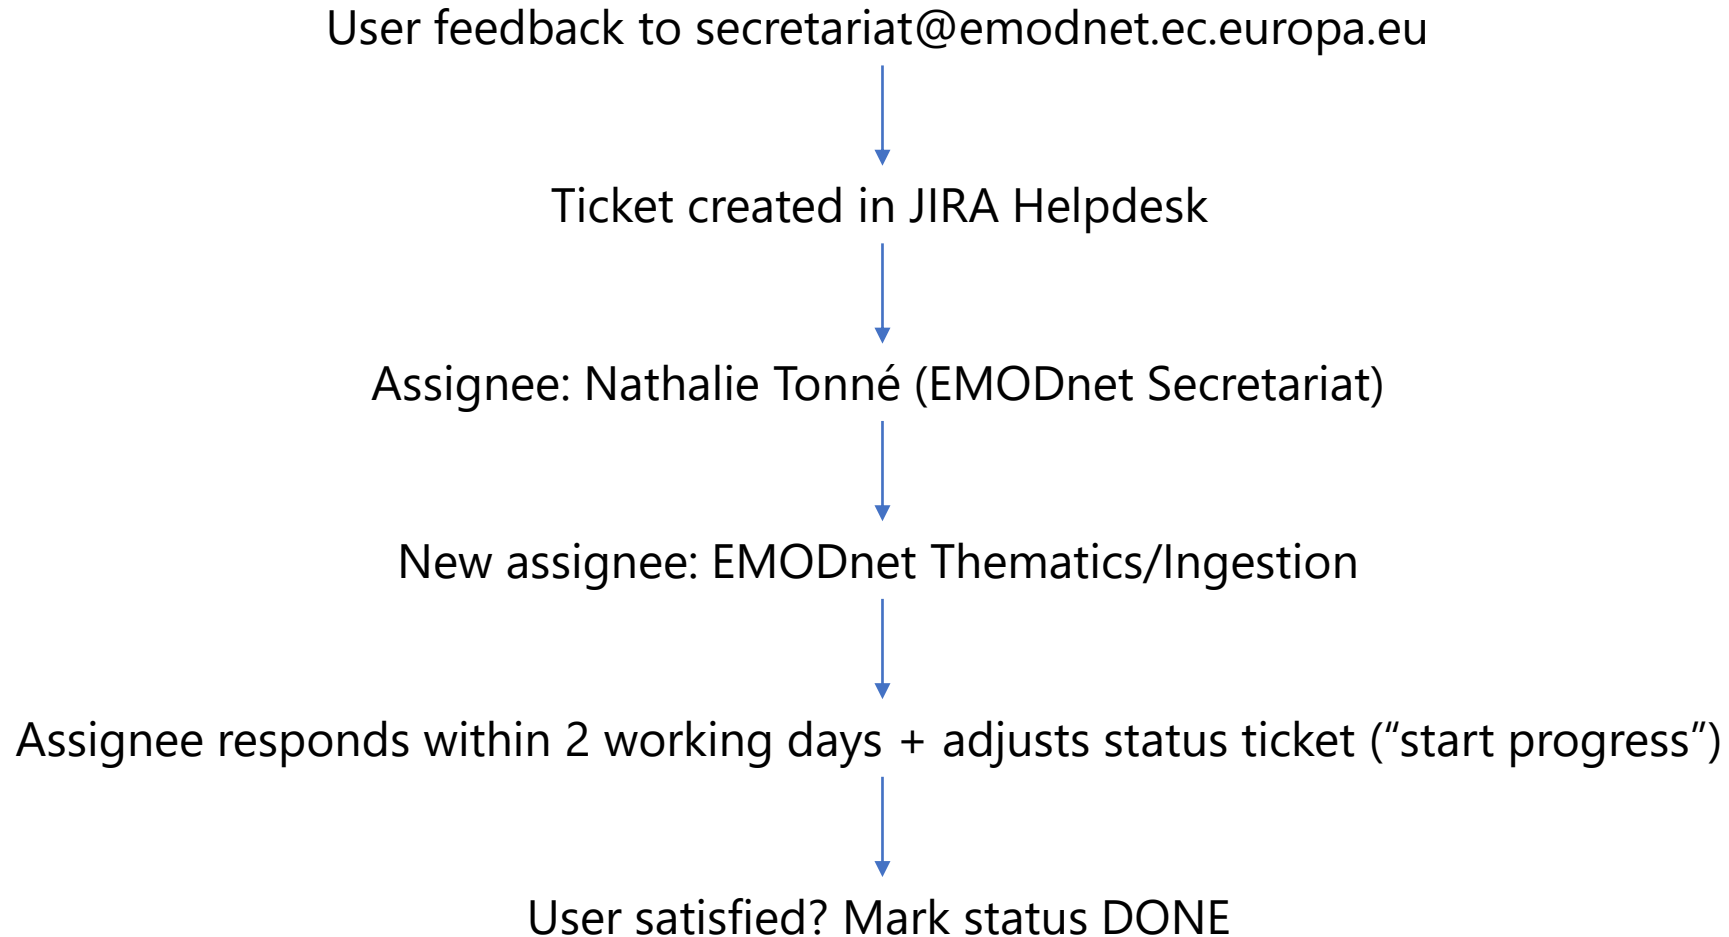 User feedback to secretariat@emodnet.ec.europa.eu
Ticket created in JIRA Helpdesk
Assignee: Nathalie Tonné (EMODnet Secretariat)
New assignee: EMODnet Thematics/Ingestion
Assignee responds within 2 working days + adjusts status ticket (“start progress”)
User satisfied? Mark status DONE